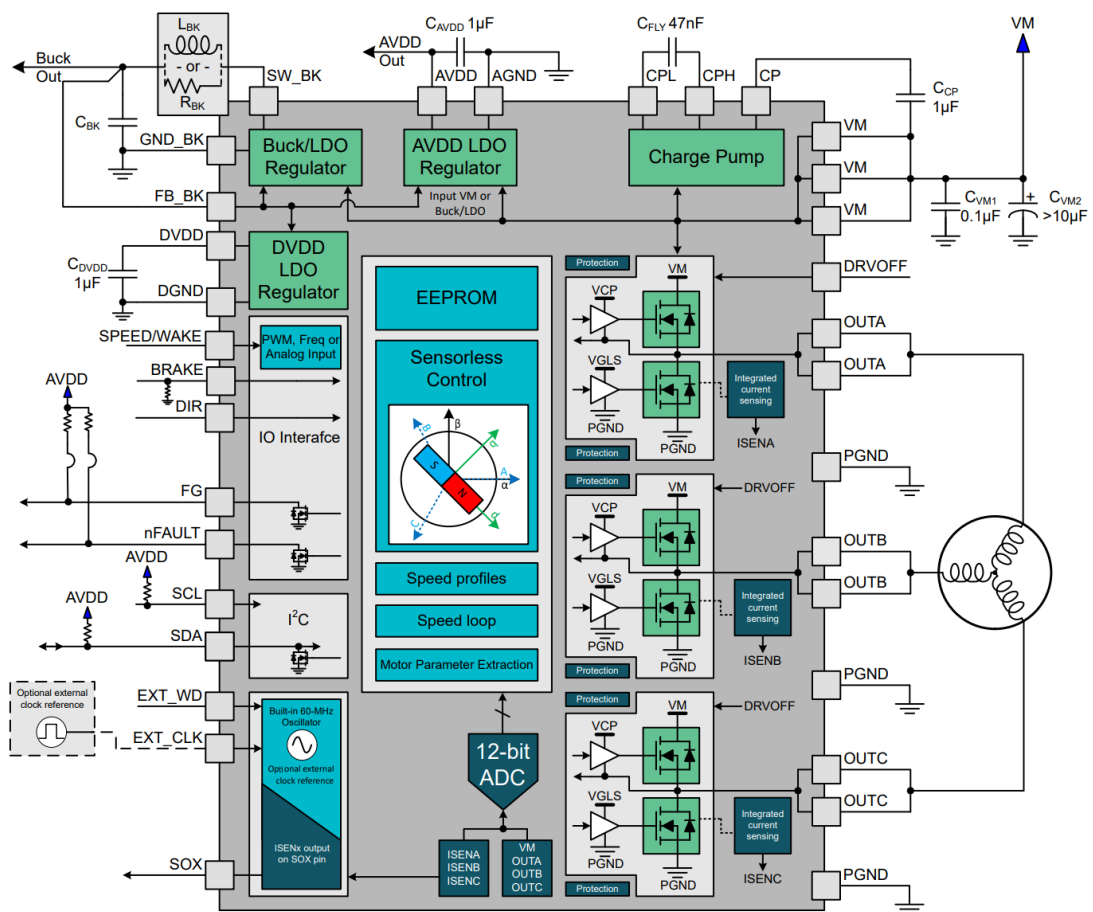 LBK
- or -
RBK
Buck
Out
CBK
SW_BK
GND_BK
FB_BK
AVDD
Out
CAVDD 1µF
AVDD
AGND
CFLY 47nF
CPL
CPH
CP
VM
CCP
1µF
VM
VM
VM
CVM1
0.1µF
CVM2
>10µF
Buck/LDO
Regulator
AVDD LDO
Regulator
Input VM or
Buck/LDO
Charge Pump
DVDD
CDVDD
1µF
DGND
DVDD
LDO
Regulator
SPEED/WAKE
PWM, Freq or
Analog Input
BRAKE
AVDD
DIR
IO Interafce
FG
nFAULT
AVDD
SCL
AVDD
SDA
I2C
Optional external
clock reference
EXT_WD
EXT_CLK
Built-in 60-MHz
Oscillator
Optional external
clock reference
ISENx output
on SOX pin
SOX
EEPROM
Sensorless
Control
β
B
q
A
α
S
N
C
d
Speed profiles
Speed loop
Motor Parameter Extraction
12-bit
ADC
ISENA
ISENB
ISENC
VM
OUTA
OUTB
OUTC
Protection
VM
VCP
VGLS
PGND
PGND
Integrated
current
sensing
ISENA
Protection
DRVOFF
OUTA
OUTA
PGND
Protection
VM
DRVOFF
VCP
VGLS
PGND
PGND
Integrated
current
sensing
ISENB
Protection
OUTB
OUTB
PGND
Protection
VM
DRVOFF
VCP
VGLS
PGND
PGND
Integrated
current
sensing
ISENC
Protection
OUTC
OUTC
PGND